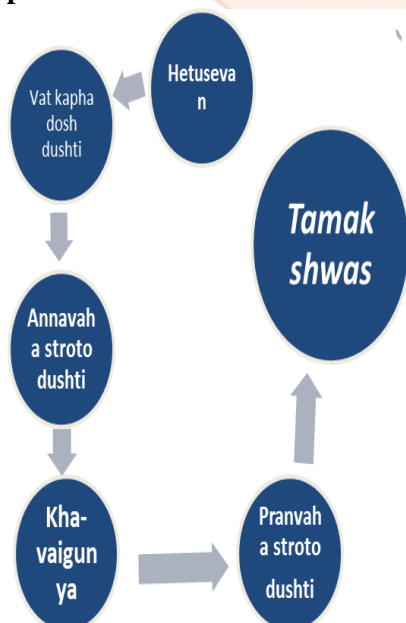 Hetuseva
n
Vat kapha
dosh
dushti
Annavah
a stroto
dushti
Kha-
vaigun
ya
Pranvah
a stroto
dushti
Tamak
shwas